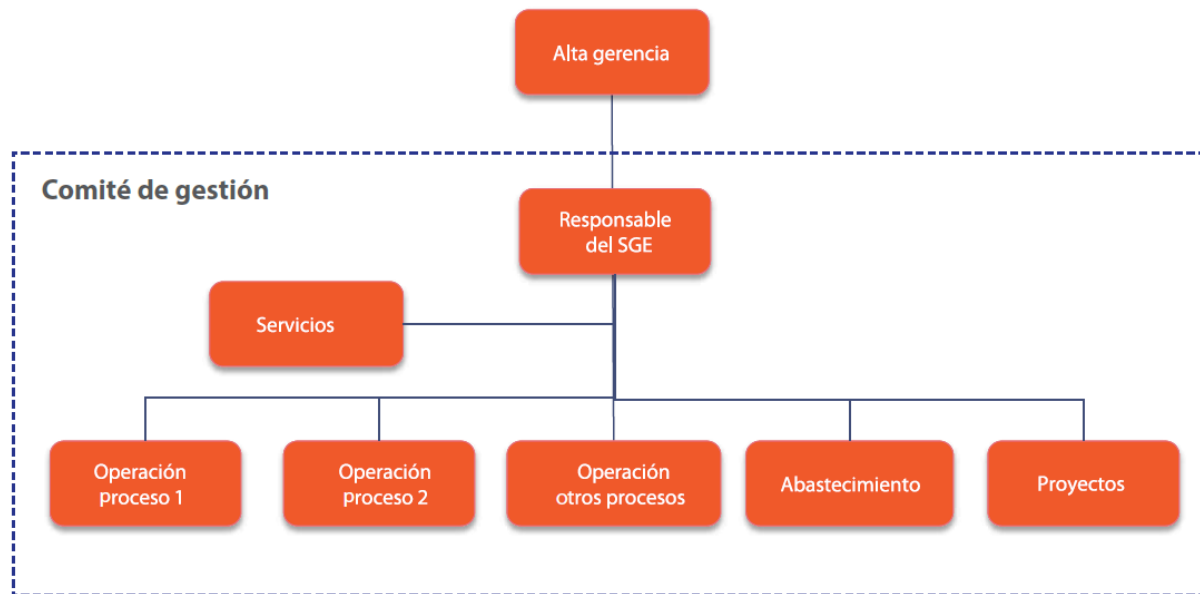 Alta gerencia
Comité de gestión
Responsable
del SGE
Servicios
Operación
proceso 1
Operación
proceso 2
Operación
otros procesos
Abastecimiento
Proyectos